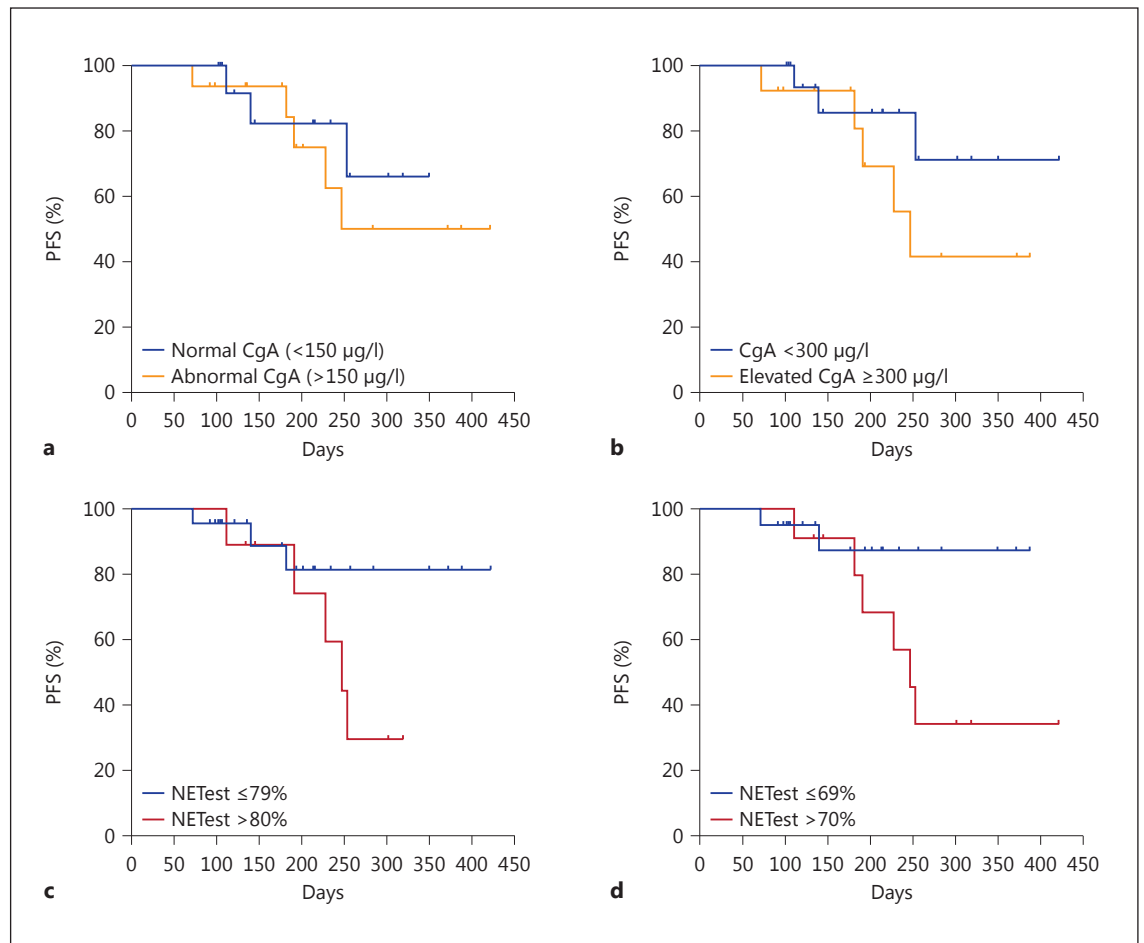 100
80
60
40
20
0
PFS (%)
Normal CgA (<150 µg/l)
Abnormal CgA (>150 µg/l)
0 50 100 150 200 250 300 350 400 450
Days
a
100
80
60
40
20
0
PFS (%)
CgA <300 µg/l
Elevated CgA ≥300 µg/l
0 50 100 150 200 250 300 350 400 450
Days
b
100
80
60
40
20
0
PFS (%)
NETest ≤79%
NETest >80%
0 50 100 150 200 250 300 350 400 450
Days
c
100
80
60
40
20
0
PFS (%)
NETest ≤69%
NETest >70%
0 50 100 150 200 250 300 350 400 450
Days
d